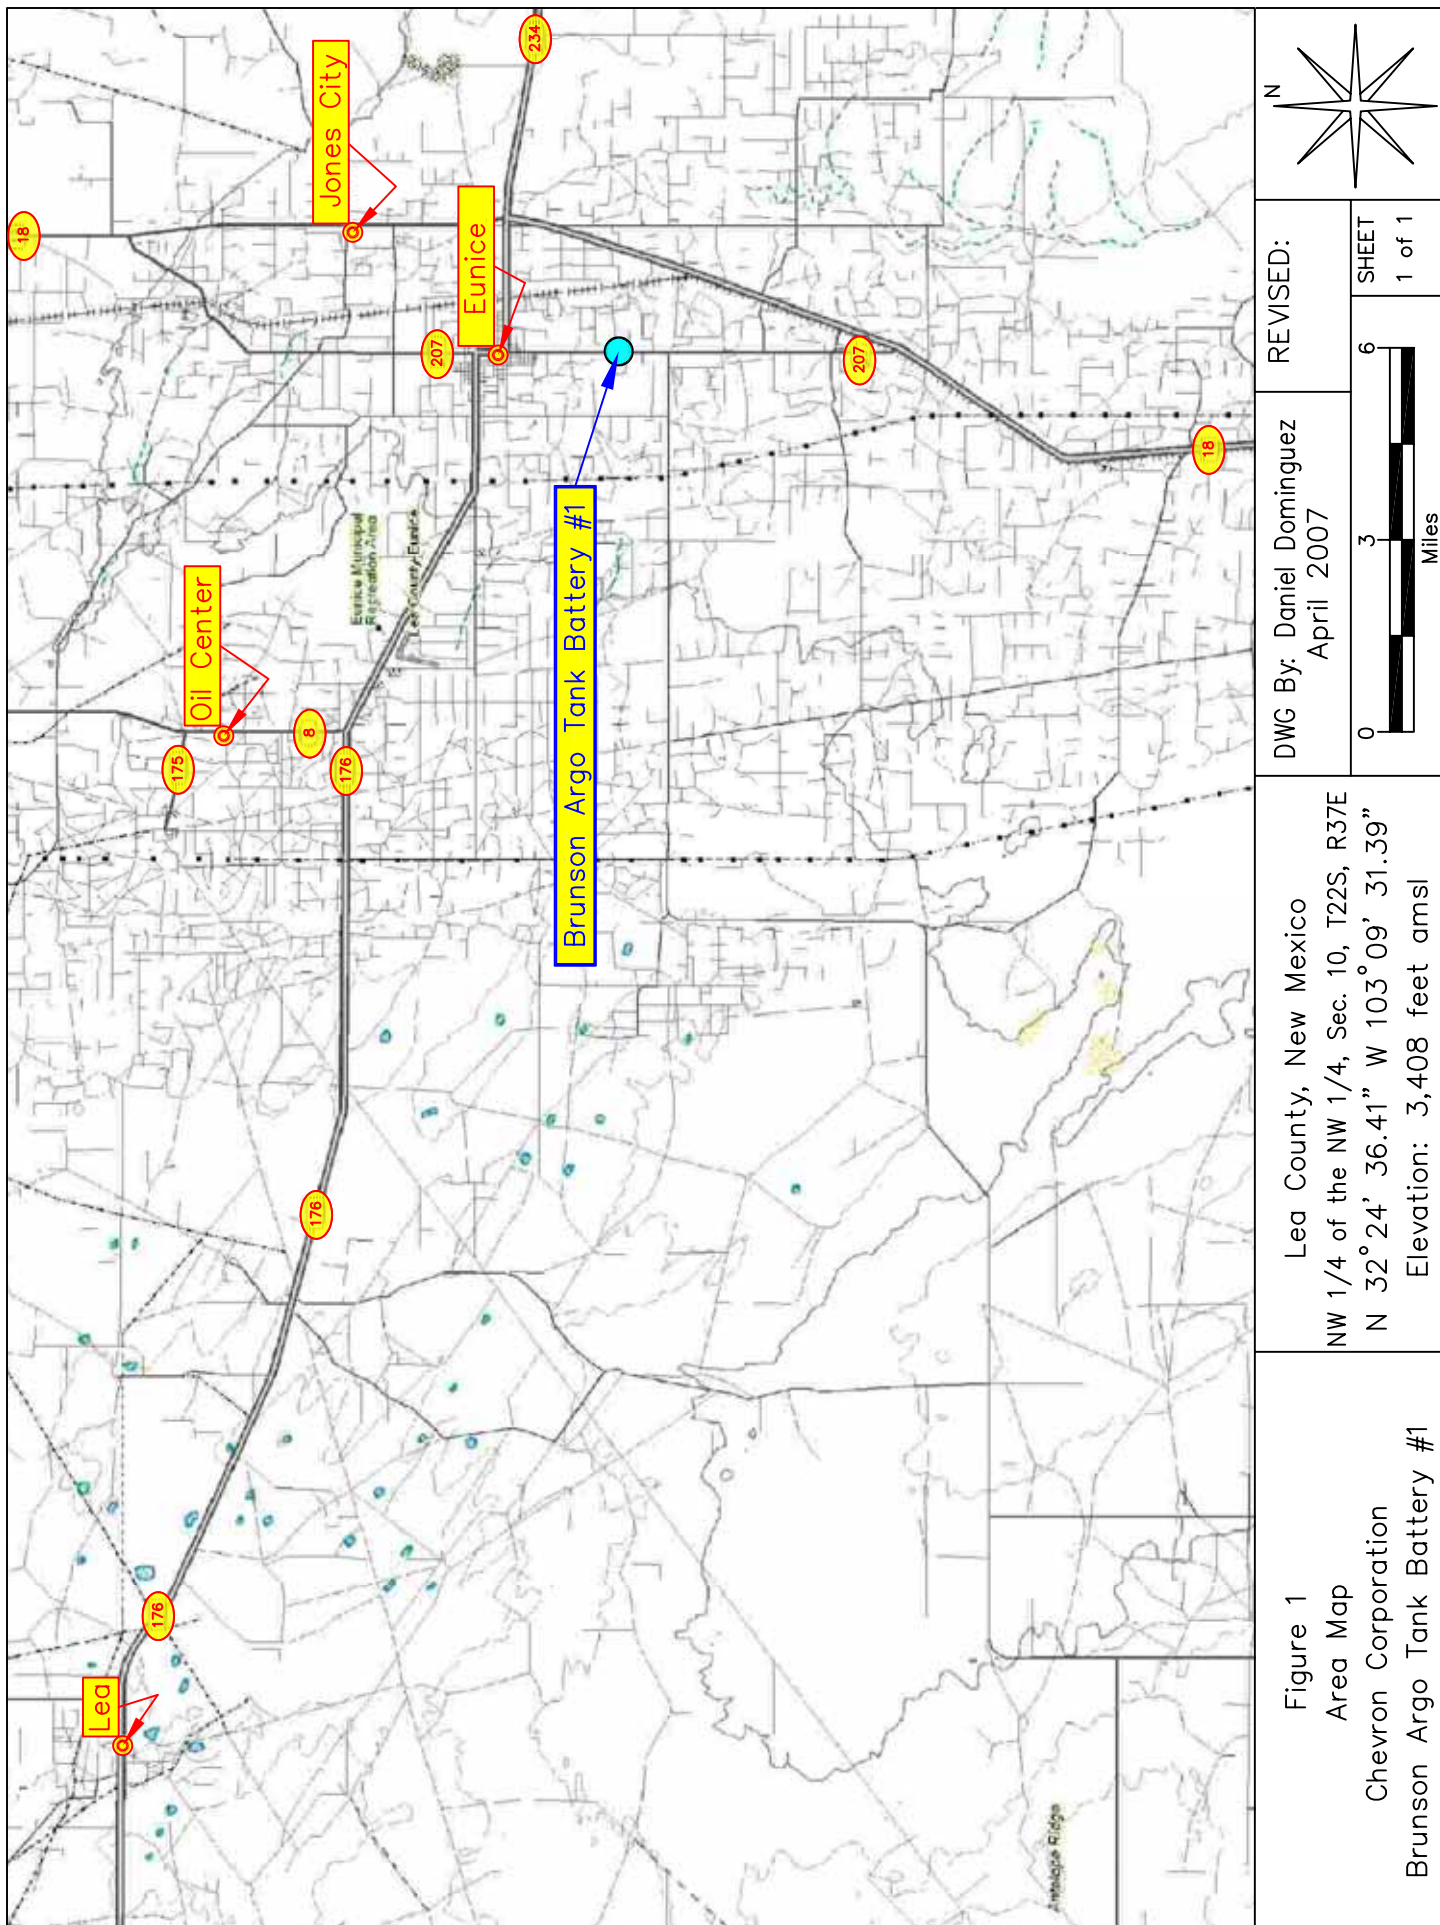 18
234
Jones City
Eunice
207
Oil Center
175
8
176
Eunice Municipal
Recreation Area
Lea County, Eunice
Brunson Argo Tank Battery #1
207
18
176
176
Lea
Antelope Ridge
Figure 1
Area Map
Chevron Corporation
Brunson Argo Tank Battery #1
Lea County, New Mexico
NW 1/4 of the NW 1/4, Sec. 10, T22S, R37E
N 32° 24' 36.41" W 103° 09' 31.39"
Elevation: 3,408 feet amsl
DWG By: Daniel Dominguez
April 2007
REVISED:
0 3 6
Miles
SHEET
1 of 1
N